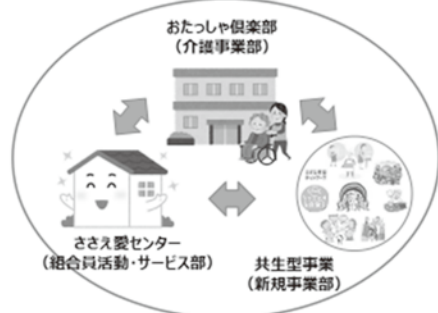 おたっしゃ倶楽部
（介護事業部）
ささえ愛センター
（組合員活動・サービス部）
共生型事業
（新規事業部）